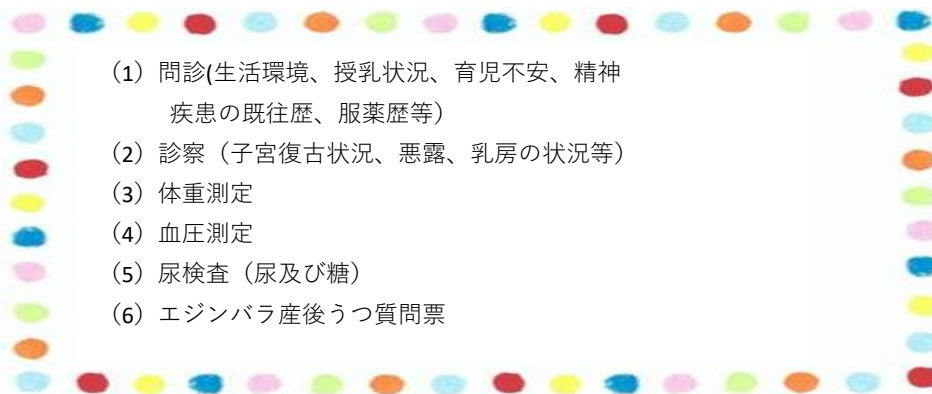 （1）問診(生活環境、授乳状況、育児不安、精神
疾患の既往歴、服薬歴等）
（2）診察（子宮復古状況、悪露、乳房の状況等）
（3）体重測定
（4）血圧測定
（5）尿検査（尿及び糖）
（6）エジンバラ産後うつ質問票